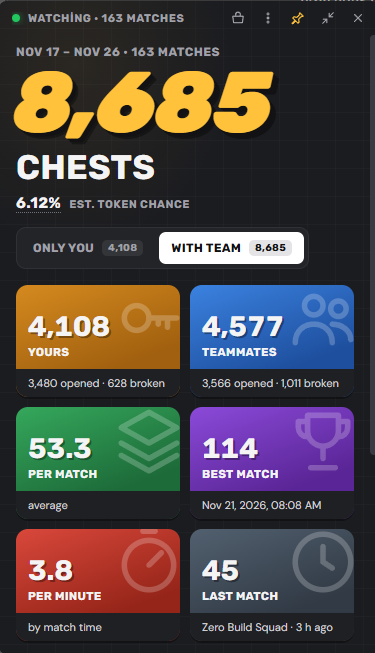 WATCHİNG • 163 MATCHES
NOV 17 – NOV 26 • 163 MATCHES
8,685
CHESTS
6.12% EST. TOKEN CHANCE
ONLY YOU 4,108 WITH TEAM 8,685
4,108
YOURS
3,480 opened · 628 broken
4,577
TEAMMATES
3,566 opened · 1,011 broken
53.3
PER MATCH
average
114
BEST MATCH
Nov 21, 2026, 08:08 AM
3.8
PER MINUTE
by match time
45
LAST MATCH
Zero Build Squad · 3 h ago